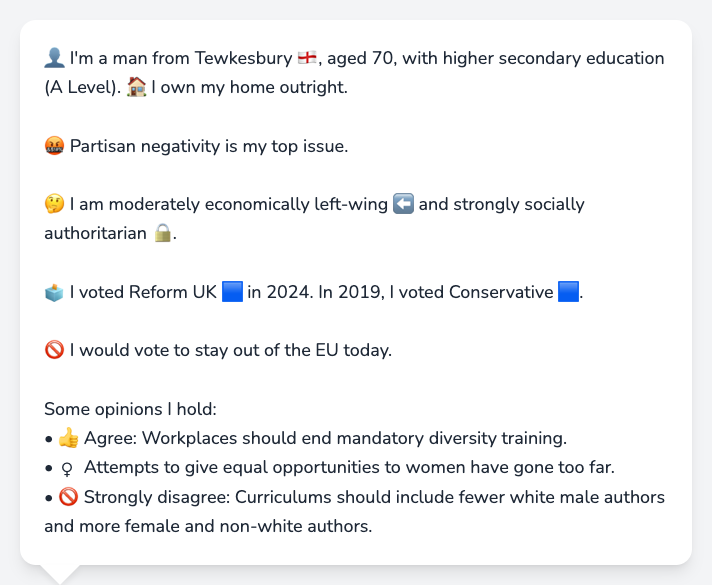 👤 I'm a man from Tewkesbury 🏴󠁧󠁢󠁥󠁮󠁧󠁿, aged 70, with higher secondary education
(A Level). 🏠 I own my home outright.
🤬 Partisan negativity is my top issue.
🤔 I am moderately economically left-wing ⬅️ and strongly socially
authoritarian 🔒.
🗳️ I voted Reform UK 🟦 in 2024. In 2019, I voted Conservative 🟦.
🚫 I would vote to stay out of the EU today.
Some opinions I hold:
• 👍 Agree: Workplaces should end mandatory diversity training.
• ♀ Attempts to give equal opportunities to women have gone too far.
• 🚫 Strongly disagree: Curriculums should include fewer white male authors
and more female and non-white authors.